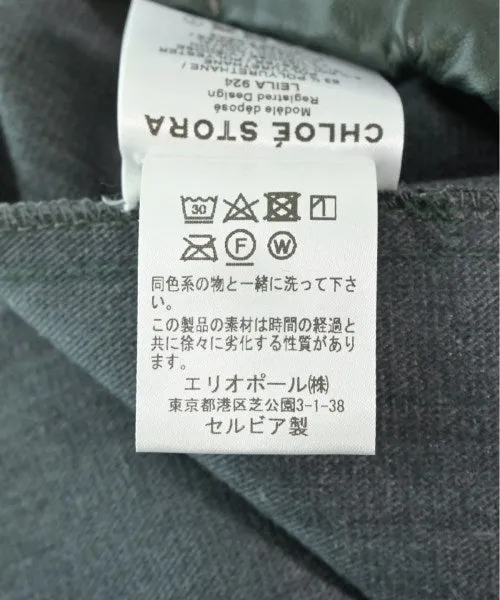 CHLOÉ STORA
Modèle déposé
Registred Design
LEILA 924
30
F W
同色系の物と一緒に洗って下さ
い。
この製品の素材は時間の経過と
共に徐々に劣化する性質があり
ます。
エリオポール㈱
東京都港区芝公園3-1-38
セルビア製